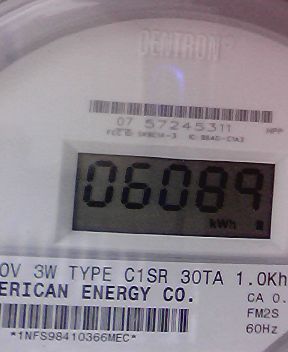 CENTRON®
07 57245311
HPP
06089
kWh
0V 3W TYPE C1SR 30TA 1.0Kh
ERICAN ENERGY CO.
CA 0.
FM2S
60Hz
*1NFS98410366MEC*